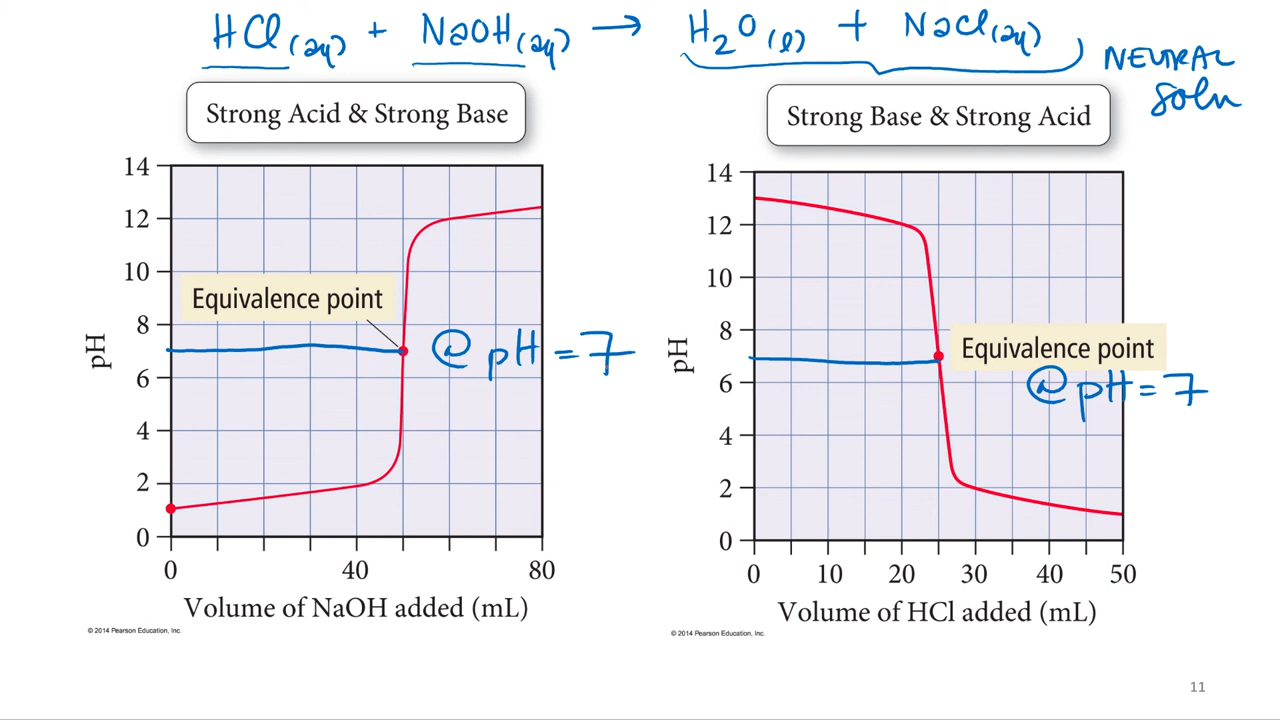 HCl(aq) + NaOH(aq) → H2O(l) + NaCl(aq)
NEUTRAL
soln
Strong Acid & Strong Base
14
12
10
8
6
4
2
0
pH
Equivalence point
@ pH = 7
0
40
80
Volume of NaOH added (mL)
© 2014 Pearson Education, Inc.
Strong Base & Strong Acid
14
12
10
8
6
4
2
0
pH
Equivalence point
@ pH = 7
0
10
20
30
40
50
Volume of HCl added (mL)
© 2014 Pearson Education, Inc.
11